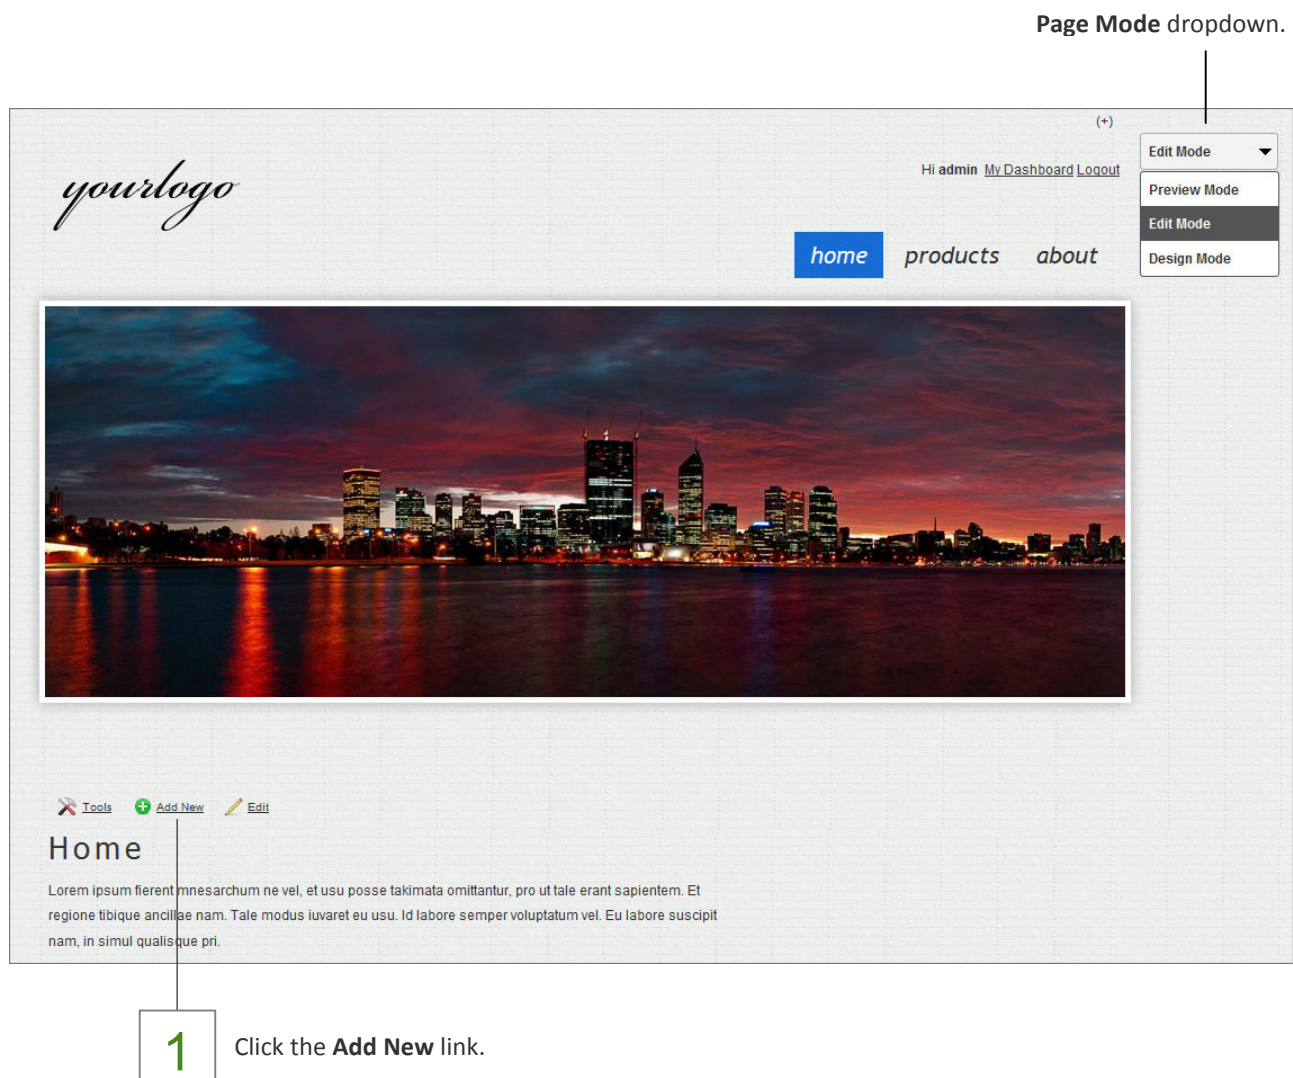 Page Mode dropdown.
(+)
Edit Mode
Hi admin My Dashboard Logout
Preview Mode
yourlogo
Edit Mode
home products about
Design Mode
Tools Add New Edit
Home
Lorem ipsum fierent mnesarchum ne vel, et usu posse takimata omittantur, pro ut tale erant sapientem. Et
regione tibique ancillae nam. Tale modus iuvaret eu usu. Id labore semper voluptatum vel. Eu labore suscipit
nam, in simul qualisque pri.
1 Click the Add New link.